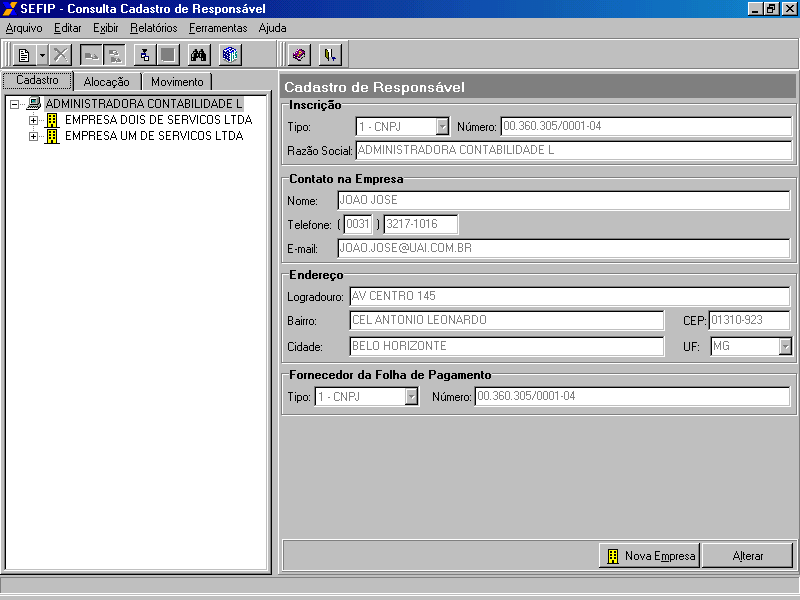 SEFIP - Consulta Cadastro de Responsável
Arquivo Editar Exibir Relatórios Ferramentas Ajuda
Cadastro Alocação Movimento
ADMINISTRADORA CONTABILIDADE L
EMPRESA DOIS DE SERVICOS LTDA
EMPRESA UM DE SERVICOS LTDA
Cadastro de Responsável
Inscrição
Tipo: 1 - CNPJ Número: 00.360.305/0001-04
Razão Social: ADMINISTRADORA CONTABILIDADE L
Contato na Empresa
Nome: JOAO JOSE
Telefone: ( 0031 ) 3217-1016
E-mail: JOAO.JOSE@UAI.COM.BR
Endereço
Logradouro: AV CENTRO 145
Bairro: CEL ANTONIO LEONARDO CEP: 01310-923
Cidade: BELO HORIZONTE UF: MG
Fornecedor da Folha de Pagamento
Tipo: 1 - CNPJ Número: 00.360.305/0001-04
Nova Empresa Alterar